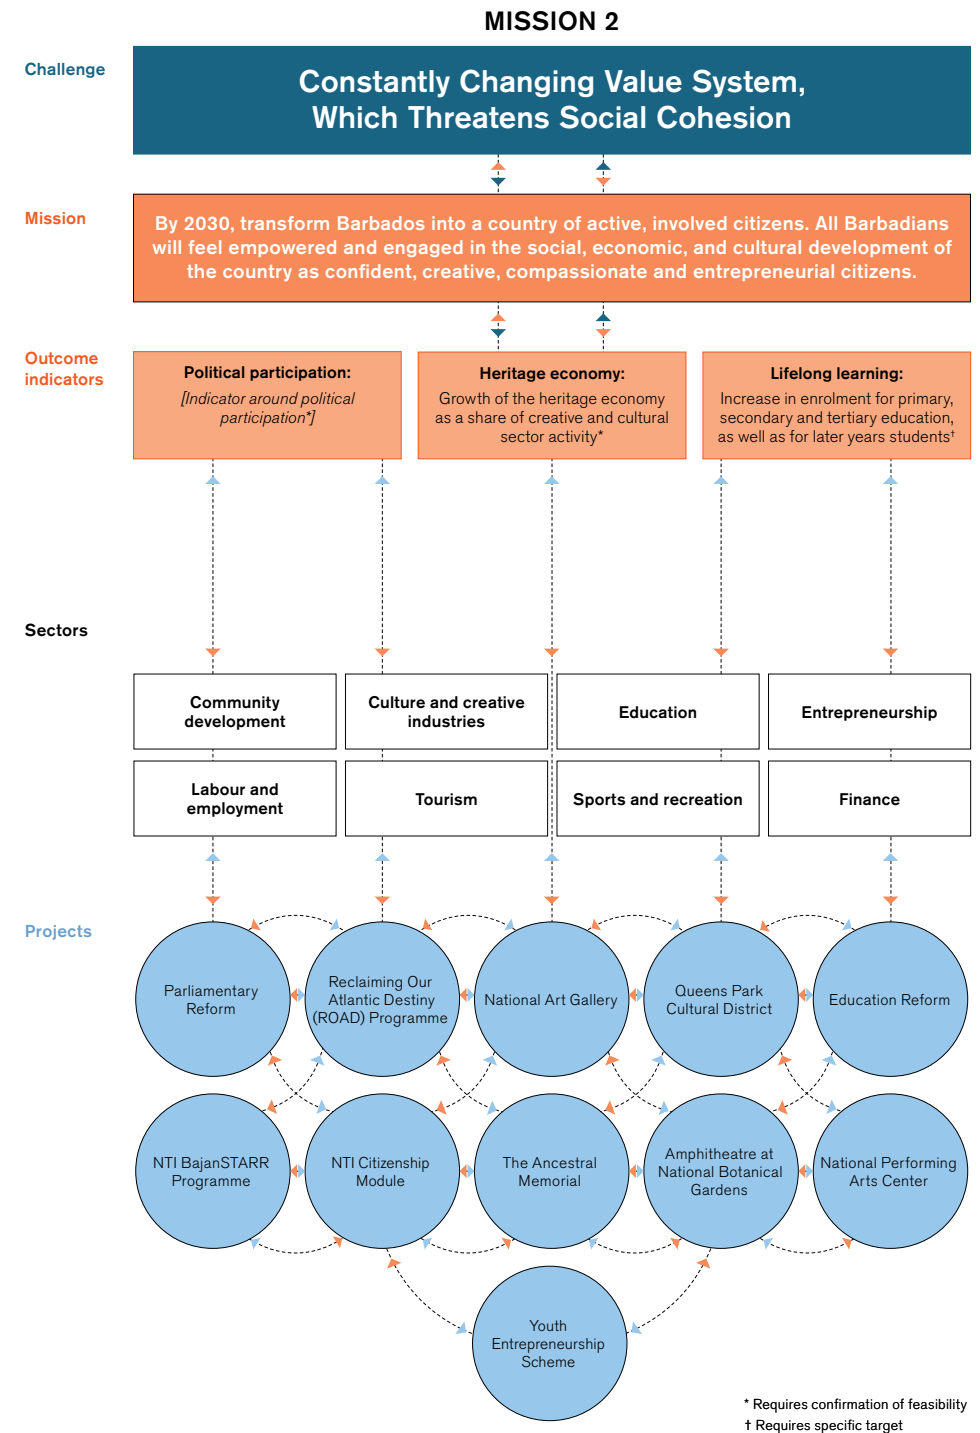 MISSION 2
Challenge
Constantly Changing Value System,
Which Threatens Social Cohesion
Mission
By 2030, transform Barbados into a country of active, involved citizens. All Barbadians
will feel empowered and engaged in the social, economic, and cultural development of
the country as confident, creative, compassionate and entrepreneurial citizens.
Outcome
indicators
Political participation:
[Indicator around political
participation*]
Heritage economy:
Growth of the heritage economy
as a share of creative and cultural
sector activity*
Lifelong learning:
Increase in enrolment for primary,
secondary and tertiary education,
as well as for later years students†
Sectors
Community
development
Culture and creative
industries
Education
Entrepreneurship
Labour and
employment
Tourism
Sports and recreation
Finance
Projects
Parliamentary
Reform
Reclaiming Our
Atlantic Destiny
(ROAD) Programme
National Art Gallery
Queens Park
Cultural District
Education Reform
NTI BajanSTARR
Programme
NTI Citizenship
Module
The Ancestral
Memorial
Amphitheatre at
National Botanical
Gardens
National Performing
Arts Center
Youth
Entrepreneurship
Scheme
* Requires confirmation of feasibility
† Requires specific target